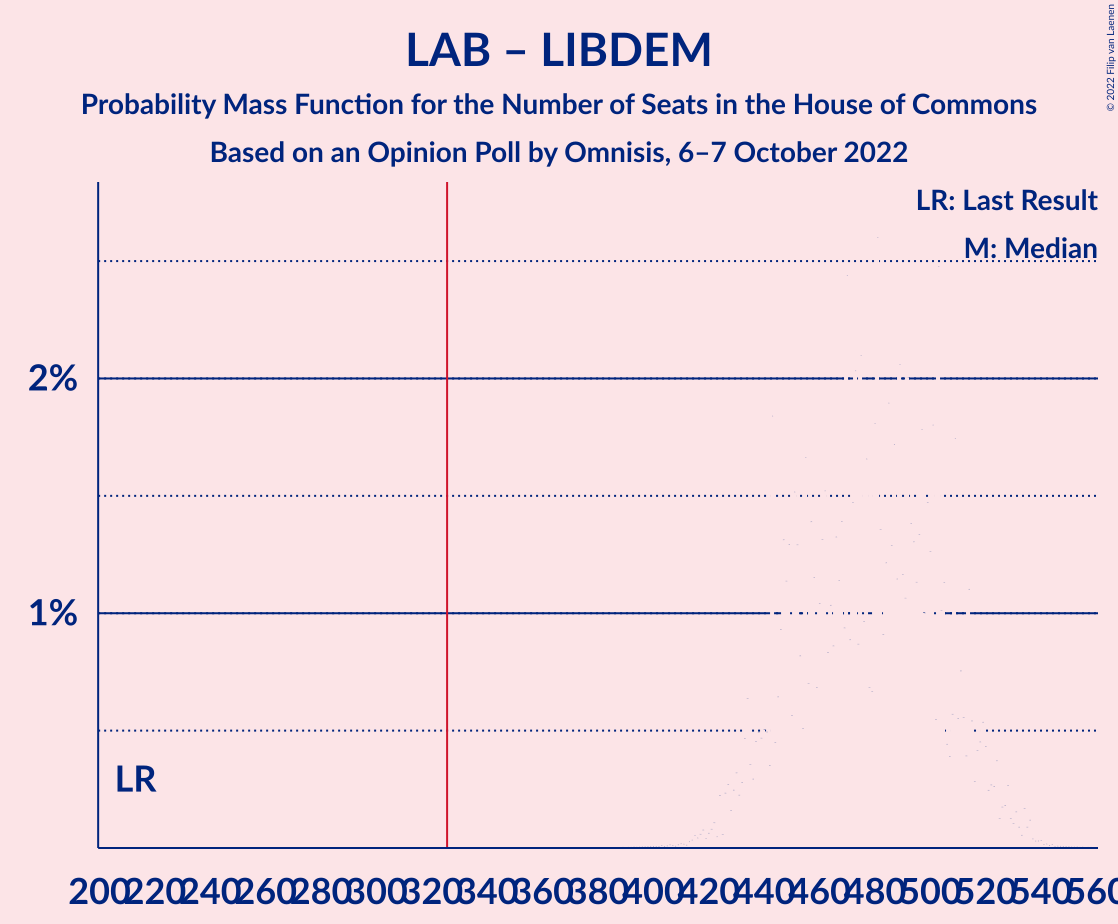 LAB – LIBDEM
Probability Mass Function for the Number of Seats in the House of Commons
Based on an Opinion Poll by Omnisis, 6–7 October 2022
© 2022 Filip van Laenen
LR: Last Result
M: Median
2%
1%
LR
200 220 240 260 280 300 320 340 360 380 400 420 440 460 480 500 520 540 560